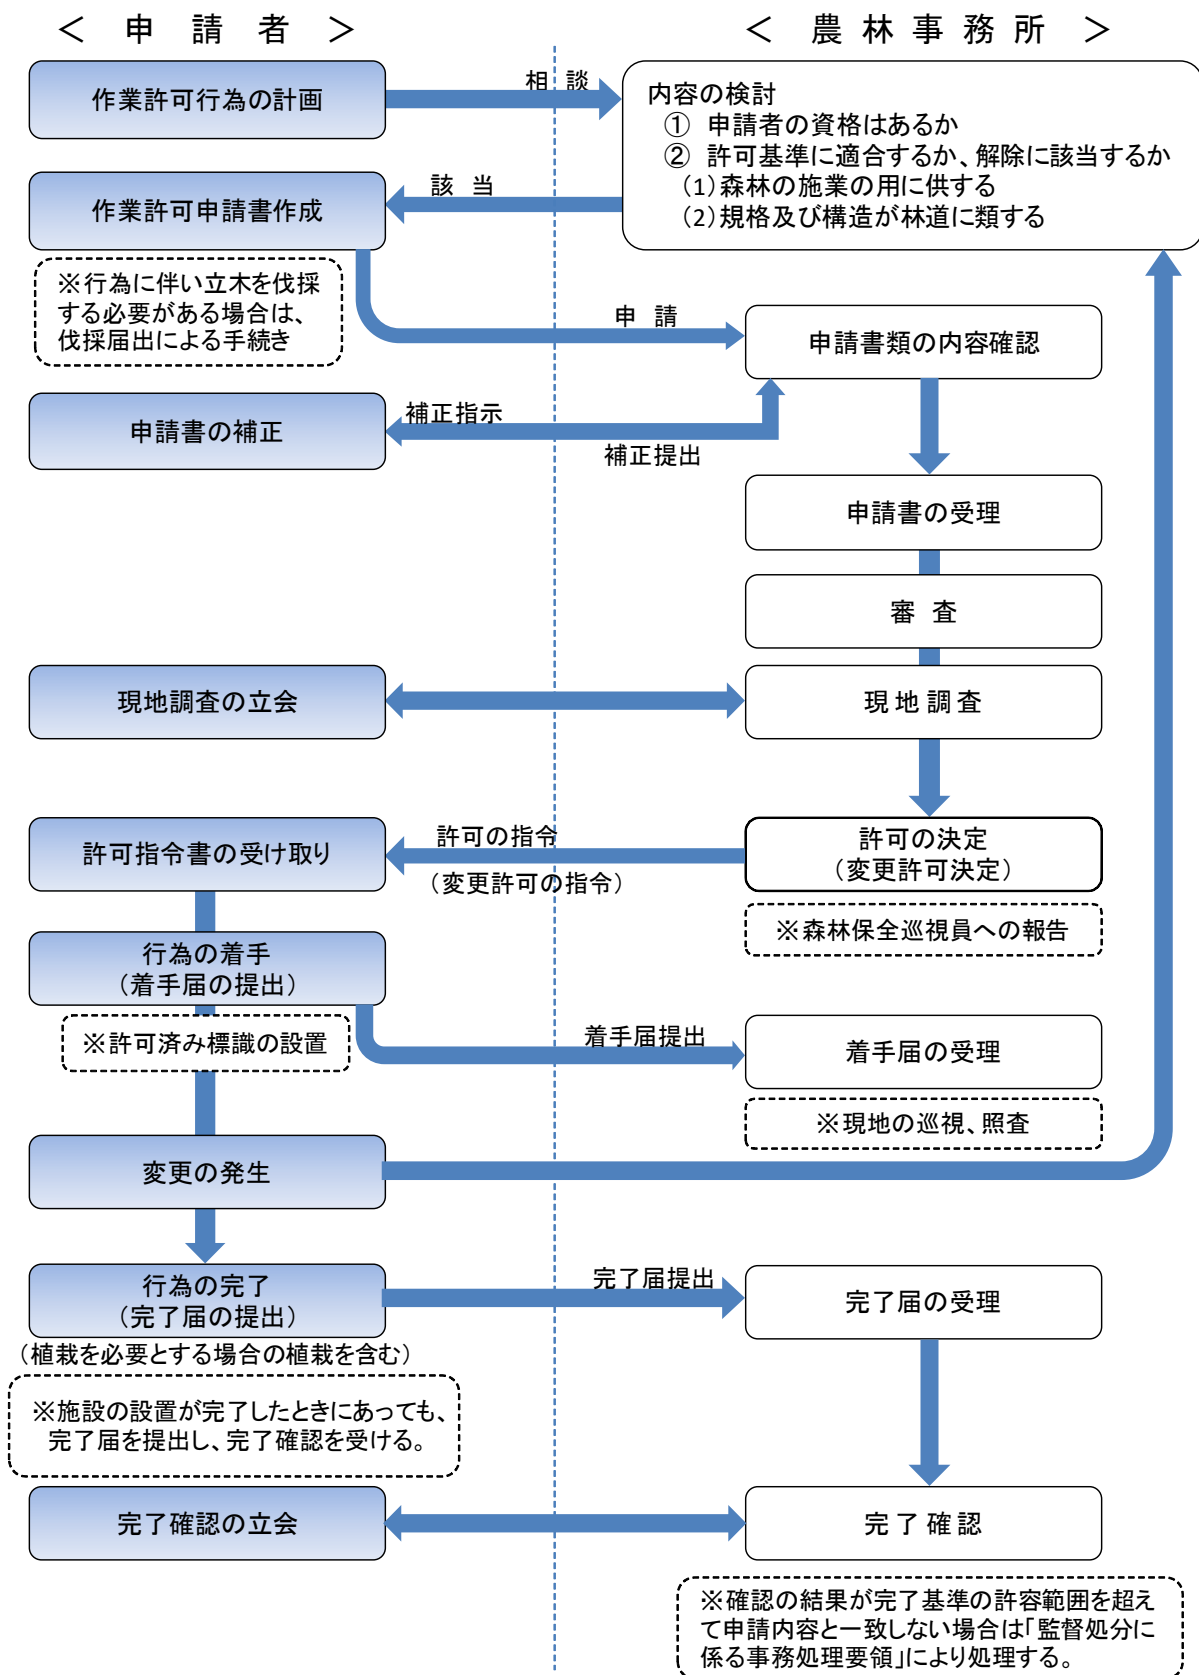 ＜　申　請　者　＞
＜　農 林 事 務 所　＞
作業許可行為の計画
相 談
内容の検討
① 申請者の資格はあるか
② 許可基準に適合するか、解除に該当するか
(1)森林の施業の用に供する
(2)規格及び構造が林道に類する
該 当
作業許可申請書作成
※行為に伴い立木を伐採
する必要がある場合は、
伐採届出による手続き
申 請
申請書類の内容確認
補正指示
申請書の補正
補正提出
申請書の受理
審 査
現地調査の立会
現地調査
許可の指令
許可指令書の受け取り
(変更許可の指令)
許可の決定
(変更許可決定)
※森林保全巡視員への報告
行為の着手
(着手届の提出)
※許可済み標識の設置
着手届提出
着手届の受理
※現地の巡視、照査
変更の発生
行為の完了
(完了届の提出)
完了届提出
完了届の受理
(植栽を必要とする場合の植栽を含む)
※施設の設置が完了したときにあっても、
完了届を提出し、完了確認を受ける。
完了確認の立会
完了確認
※確認の結果が完了基準の許容範囲を超え
て申請内容と一致しない場合は「監督処分に
係る事務処理要領」により処理する。